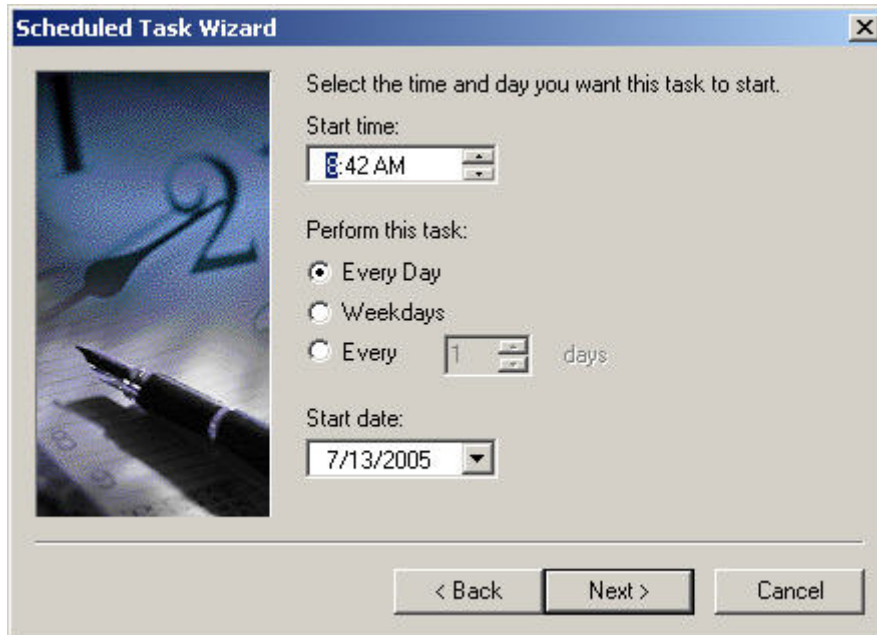 Scheduled Task Wizard
Select the time and day you want this task to start.
Start time:
8:42 AM
Perform this task:
Every Day
Weekdays
Every 1 days
Start date:
7/13/2005
< Back Next > Cancel